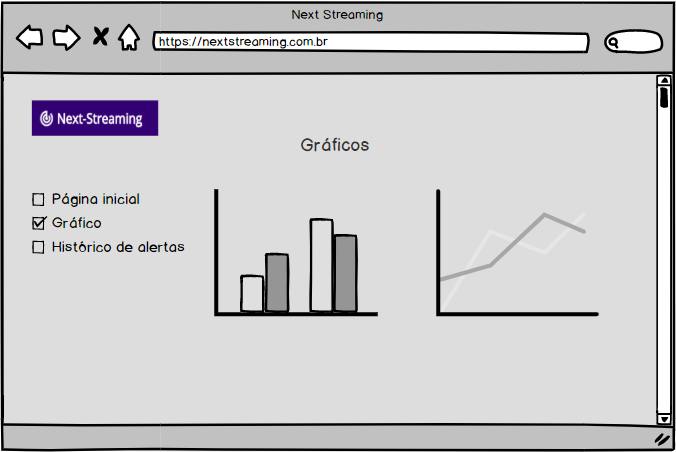 Next Streaming
https://nextstreaming.com.br
Next-Streaming
Gráficos
Página inicial
Gráfico
Histórico de alertas